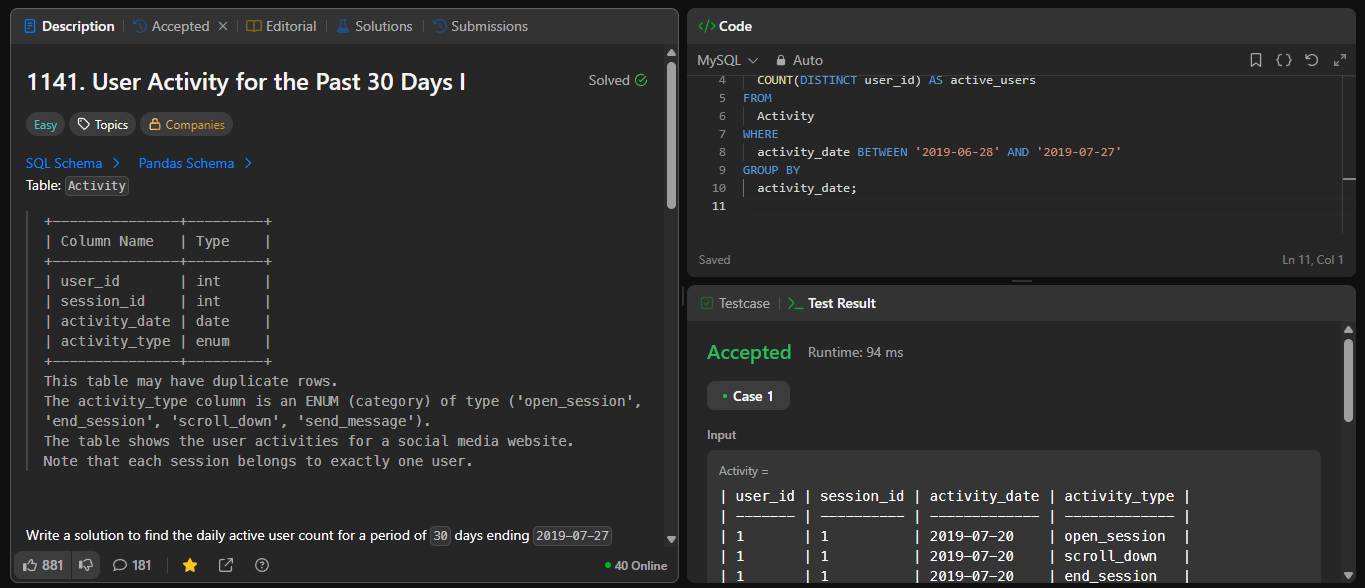 Description
Accepted
Editorial
Solutions
Submissions
1141. User Activity for the Past 30 Days I
Solved
Easy
Topics
Companies
SQL Schema
Pandas Schema
Table: Activity
+---------------+---------+
| Column Name   | Type    |
+---------------+---------+
| user_id       | int     |
| session_id    | int     |
| activity_date | date    |
| activity_type | enum    |
+---------------+---------+
This table may have duplicate rows.
The activity_type column is an ENUM (category) of type ('open_session',
'end_session', 'scroll_down', 'send_message').
The table shows the user activities for a social media website.
Note that each session belongs to exactly one user.
Write a solution to find the daily active user count for a period of 30 days ending 2019-07-27
881
181
40 Online
</> Code
MySQL
Auto
4 COUNT(DISTINCT user_id) AS active_users
5 FROM
6 Activity
7 WHERE
8 activity_date BETWEEN '2019-06-28' AND '2019-07-27'
9 GROUP BY
10 activity_date;
11
Saved
Ln 11, Col 1
Testcase
>_ Test Result
Accepted
Runtime: 94 ms
• Case 1
Input
Activity =
| user_id | session_id | activity_date | activity_type |
| ------- | ---------- | ------------- | ------------- |
| 1       | 1          | 2019-07-20    | open_session  |
| 1       | 1          | 2019-07-20    | scroll_down   |
| 1       | 1          | 2019-07-20    | end_session   |